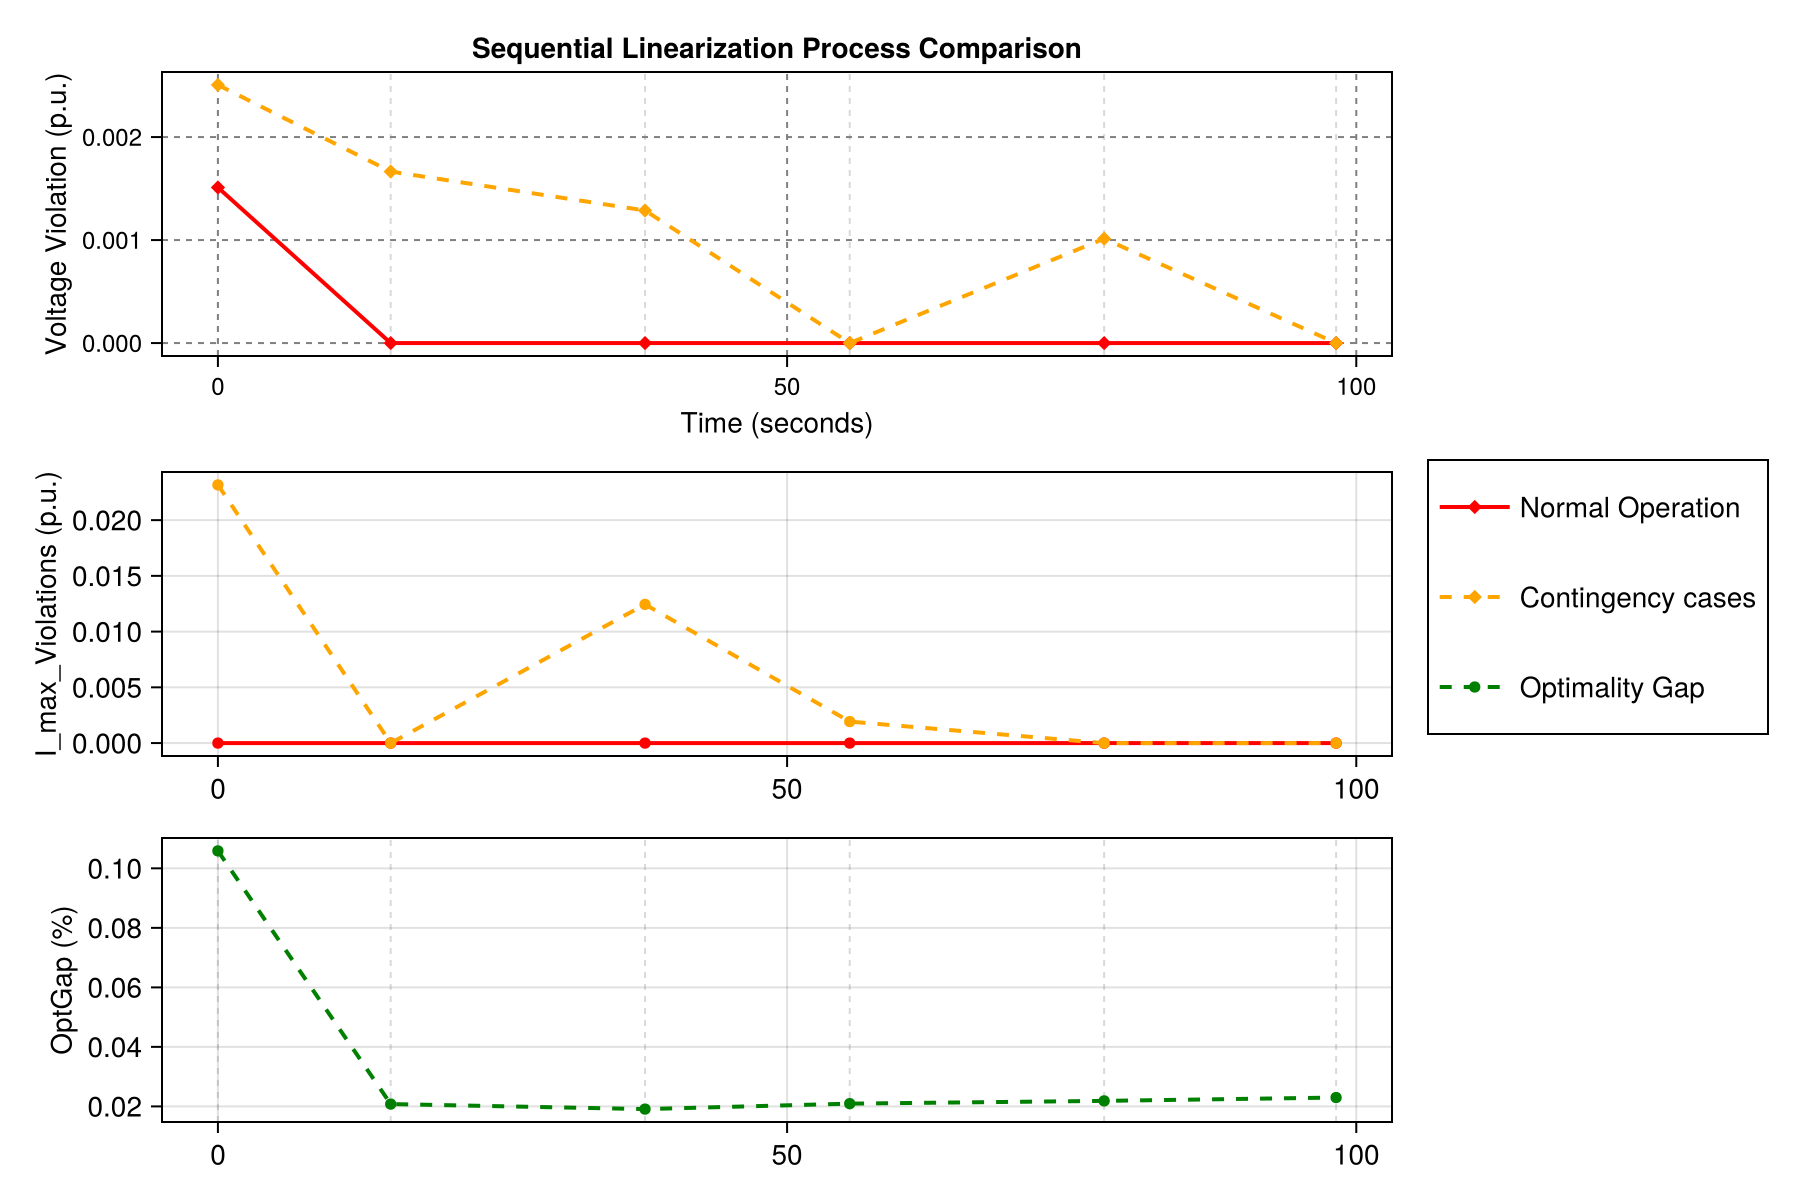 Sequential Linearization Process Comparison
Voltage Violation (p.u.)
0.002
0.001
0.000
0 50 100
Time (seconds)
I_max_Violations (p.u.)
0.020
0.015
0.010
0.005
0.000
0 50 100
Normal Operation
Contingency cases
Optimality Gap
OptGap (%)
0.10
0.08
0.06
0.04
0.02
0 50 100